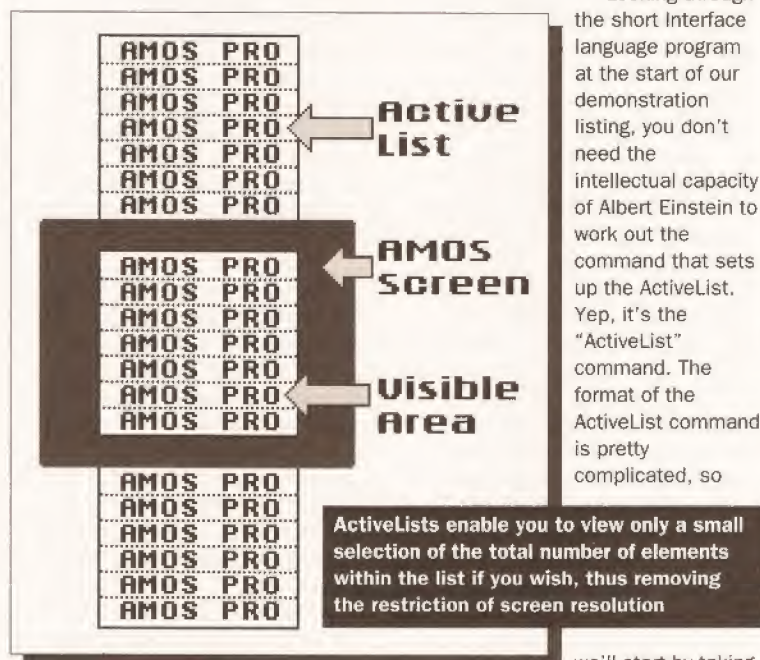 AMOS PRO
AMOS PRO
AMOS PRO
AMOS PRO
AMOS PRO
AMOS PRO
AMOS PRO
Active
List
AMOS PRO
AMOS PRO
AMOS PRO
AMOS PRO
AMOS PRO
AMOS PRO
AMOS PRO
AMOS
Screen
Visible
Area
AMOS PRO
AMOS PRO
AMOS PRO
AMOS PRO
AMOS PRO
AMOS PRO
ActiveLists enable you to view only a small
selection of the total number of elements
within the list if you wish, thus removing
the restriction of screen resolution
through
the short Interface
language program
at the start of our
demonstration
listing, you don't
need the
intellectual capacity
of Albert Einstein to
work out the
command that sets
up the ActiveList.
Yep, it's the
"ActiveList"
command. The
format of the
ActiveList command
is pretty
complicated, so
we'll start by taking